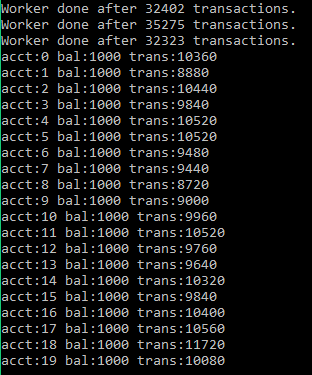 Worker done after 32402 transactions.
Worker done after 35275 transactions.
Worker done after 32323 transactions.
acct:0 bal:1000 trans:10360
acct:1 bal:1000 trans:8880
acct:2 bal:1000 trans:10440
acct:3 bal:1000 trans:9840
acct:4 bal:1000 trans:10520
acct:5 bal:1000 trans:10520
acct:6 bal:1000 trans:9480
acct:7 bal:1000 trans:9440
acct:8 bal:1000 trans:8720
acct:9 bal:1000 trans:9000
acct:10 bal:1000 trans:9960
acct:11 bal:1000 trans:10520
acct:12 bal:1000 trans:9760
acct:13 bal:1000 trans:9640
acct:14 bal:1000 trans:10320
acct:15 bal:1000 trans:9840
acct:16 bal:1000 trans:10400
acct:17 bal:1000 trans:10560
acct:18 bal:1000 trans:11720
acct:19 bal:1000 trans:10080